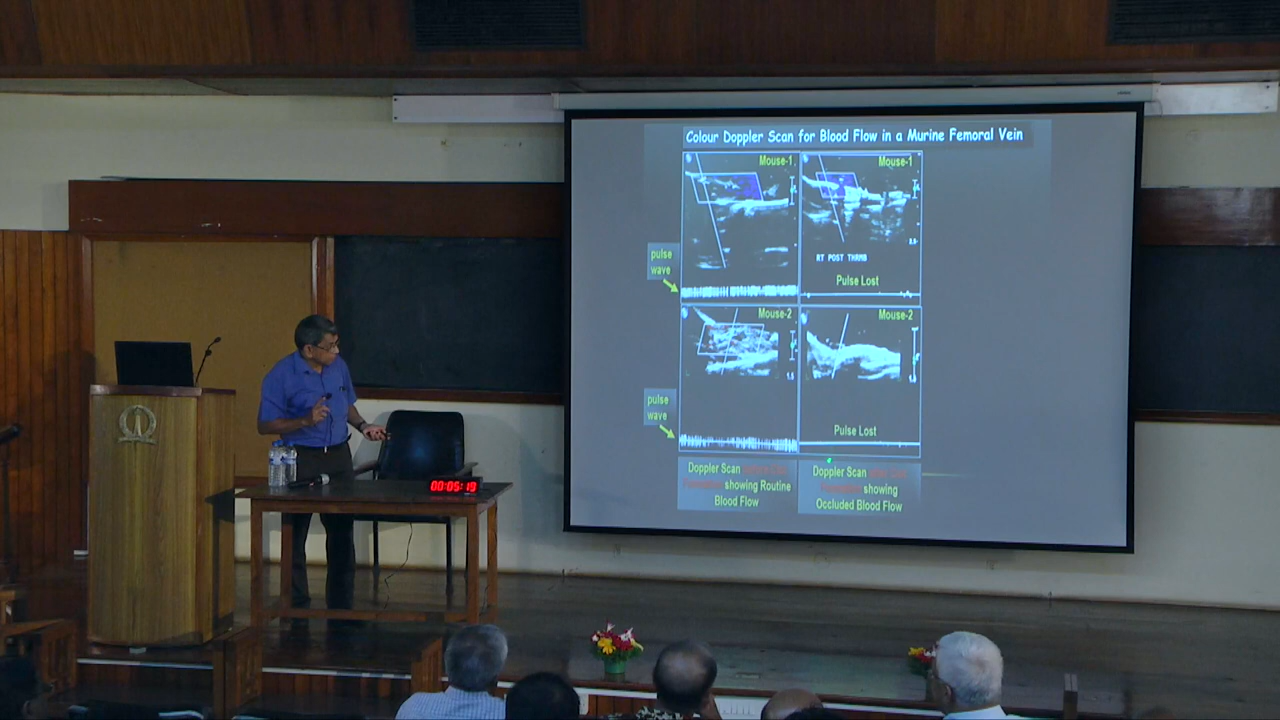 Colour Doppler Scan for Blood Flow in a Murine Femoral Vein
Mouse-1
Mouse-1
RT POST THRMB
pulse
wave
Pulse Lost
Mouse-2
Mouse-2
pulse
wave
Pulse Lost
Doppler Scan
showing Routine
Blood Flow
Doppler Scan
showing
Occluded Blood Flow
00:05:19